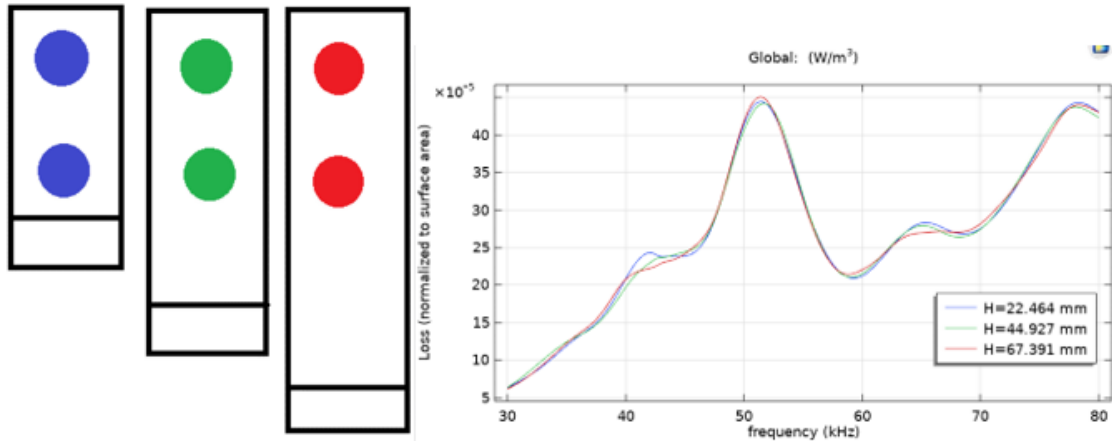 Global: (W/m³)
×10⁻⁵
Loss (normalized to surface area)
40
35
30
25
20
15
10
5
30
40
50
60
70
80
frequency (kHz)
H=22.464 mm
H=44.927 mm
H=67.391 mm